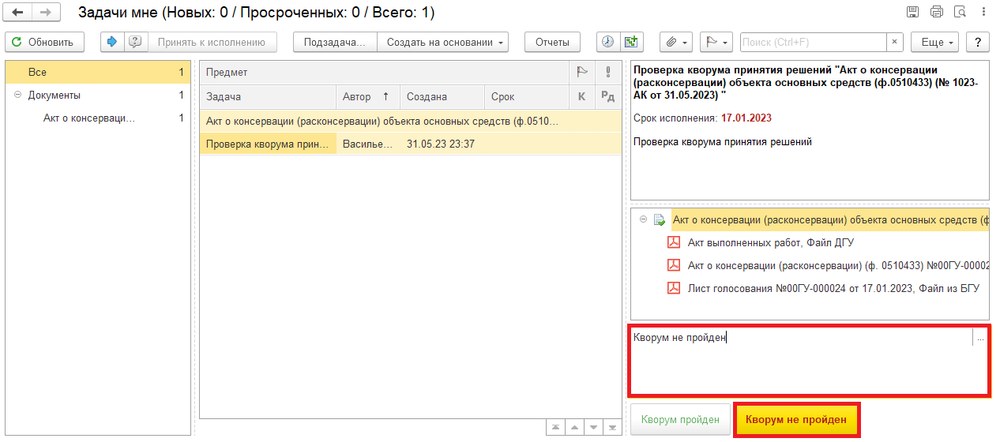 Задачи мне (Новых: 0 / Просроченных: 0 / Всего: 1)
Обновить
Принять к исполнению
Подзадача...
Создать на основании
Отчеты
Поиск (Ctrl+F)
×
Еще
?
Все 1
Документы 1
Акт о консерваци... 1
Предмет
Задача Автор ↑ Создана Срок К Рд
Акт о консервации (расконсервации) объекта основных средств (ф.0510...
Проверка кворума прин... Василье... 31.05.23 23:37
Проверка кворума принятия решений "Акт о консервации
(расконсервации) объекта основных средств (ф.0510433) (№ 1023-
АК от 31.05.2023) "
Срок исполнения: 17.01.2023
Проверка кворума принятия решений
Акт о консервации (расконсервации) объекта основных средств (ф
Акт выполненных работ, Файл ДГУ
Акт о консервации (расконсервации) (ф. 0510433) №00ГУ-00002
Лист голосования №00ГУ-000024 от 17.01.2023, Файл из БГУ
Кворум не пройден
...
Кворум пройден
Кворум не пройден